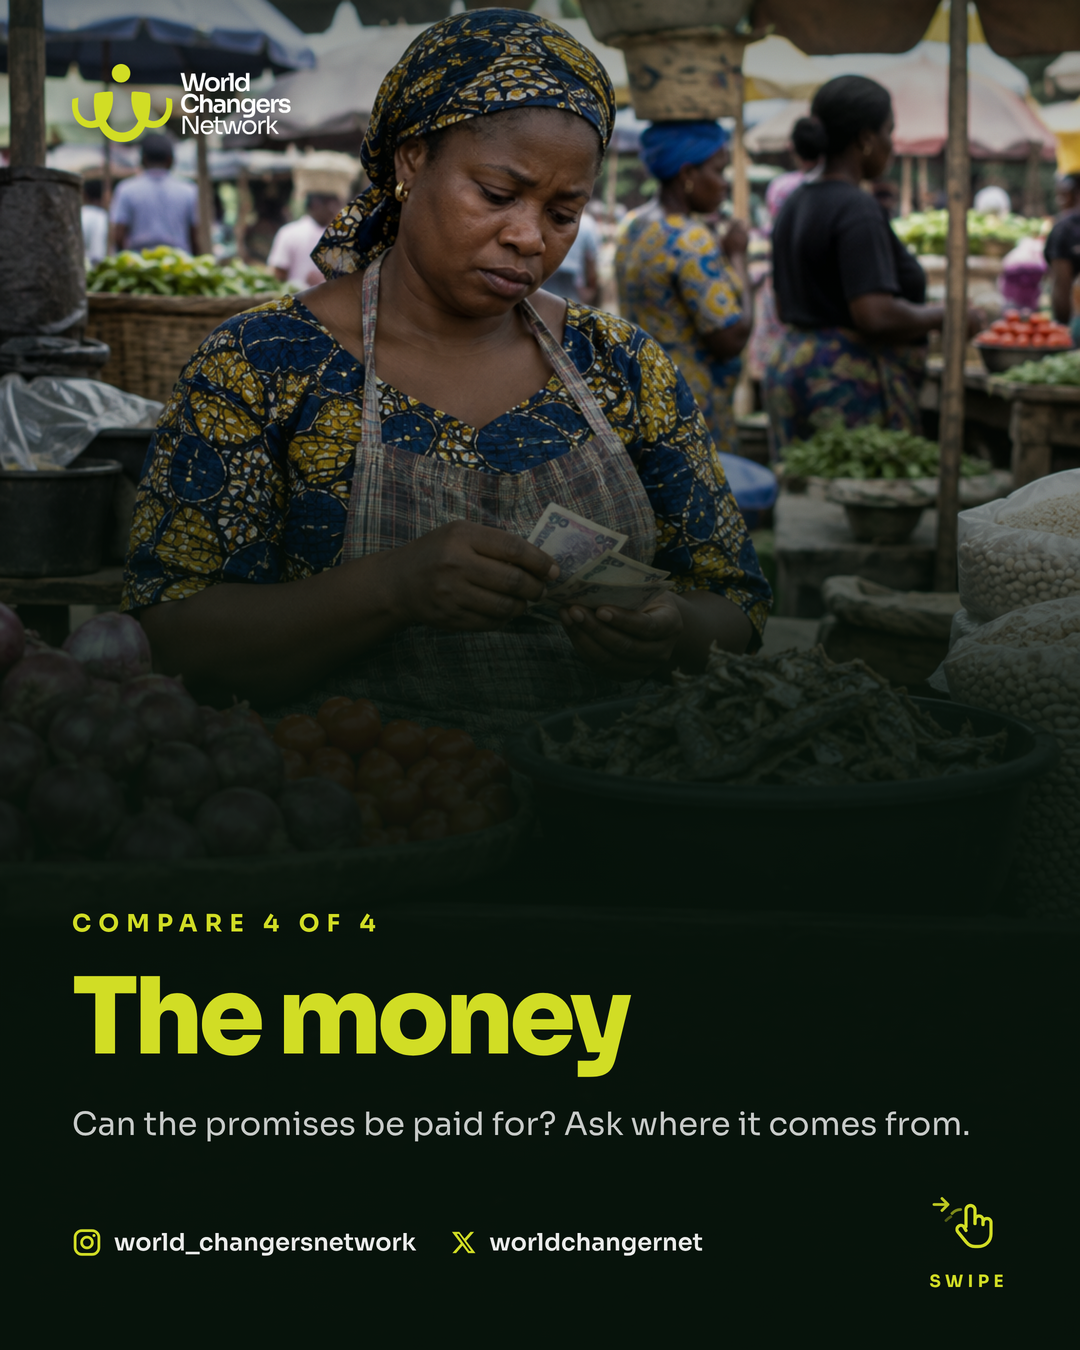 World
Changers
Network
COMPARE 4 OF 4
The money
Can the promises be paid for? Ask where it comes from.
world_changersnetwork
worldchangernet
SWIPE